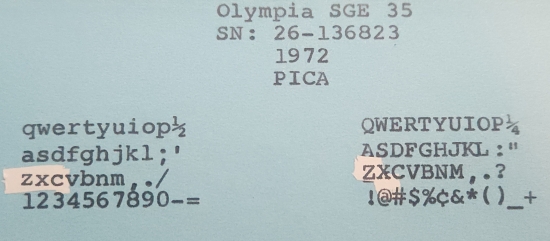 Olympia SGE 35
SN: 26-136823
1972
PICA
qwertyuiop½
asdfghjkl;'
zxcvbnm,./
1234567890-=
QWERTYUIOP¼
ASDFGHJKL:"
ZXCVBNM,.?
!@#$%¢&*()_+